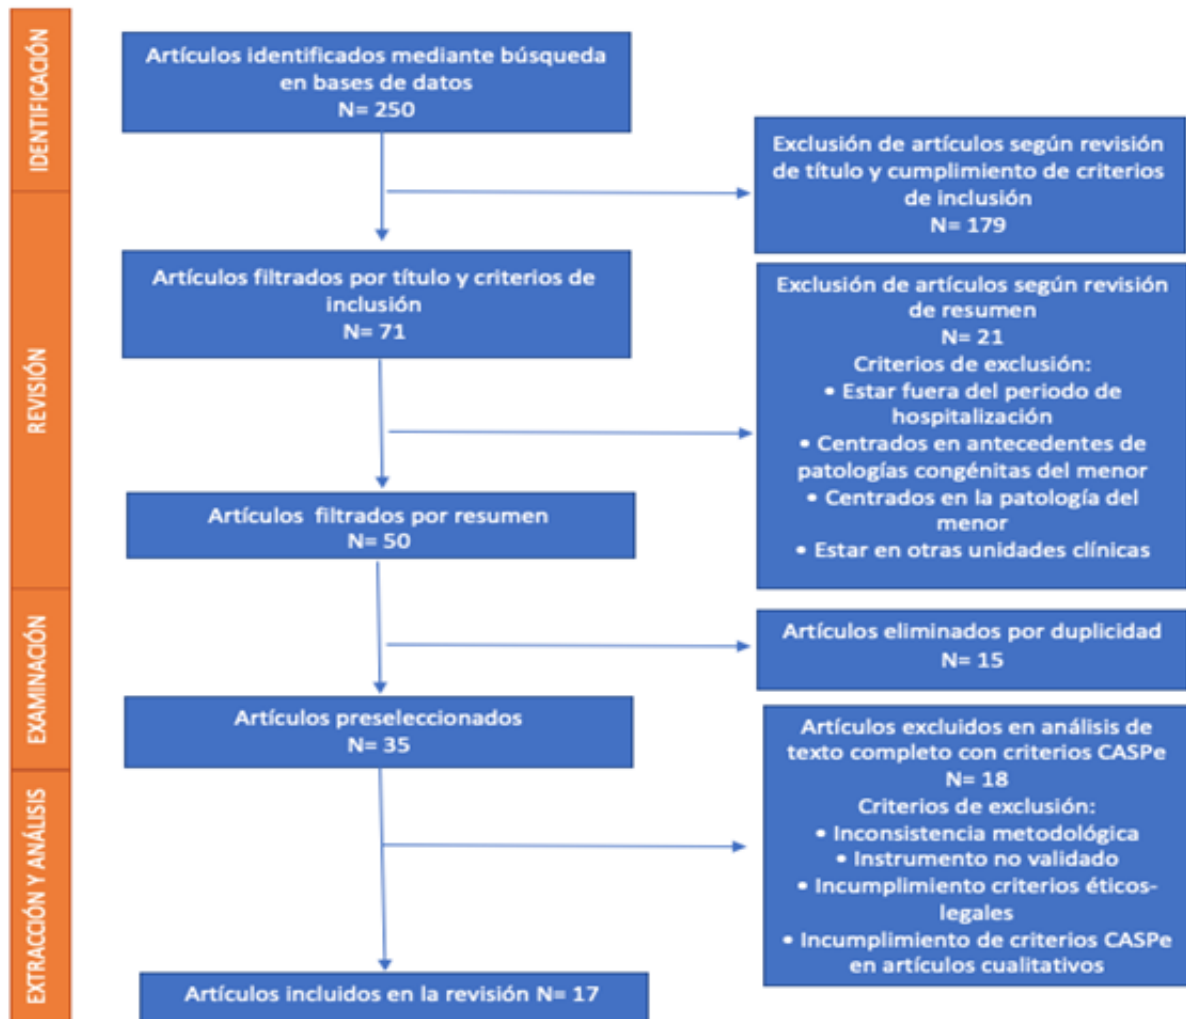 IDENTIFICACIÓN
Artículos identificados mediante búsqueda
en bases de datos
N= 250
Exclusión de artículos según revisión
de título y cumplimiento de criterios
de inclusión
N= 179
REVISIÓN
Artículos filtrados por título y criterios de
inclusión
N= 71
Exclusión de artículos según revisión
de resumen
N= 21
Criterios de exclusión:
• Estar fuera del periodo de
hospitalización
• Centrados en antecedentes de
patologías congénitas del menor
• Centrados en la patología del
menor
• Estar en otras unidades clínicas
Artículos filtrados por resumen
N= 50
EXAMINACIÓN
Artículos eliminados por duplicidad
N= 15
Artículos preseleccionados
N= 35
EXTRACCIÓN Y ANÁLISIS
Artículos excluidos en análisis de
texto completo con criterios CASPe
N= 18
Criterios de exclusión:
• Inconsistencia metodológica
• Instrumento no validado
• Incumplimiento criterios éticos-
legales
• Incumplimiento de criterios CASPe
en artículos cualitativos
Artículos incluidos en la revisión N= 17